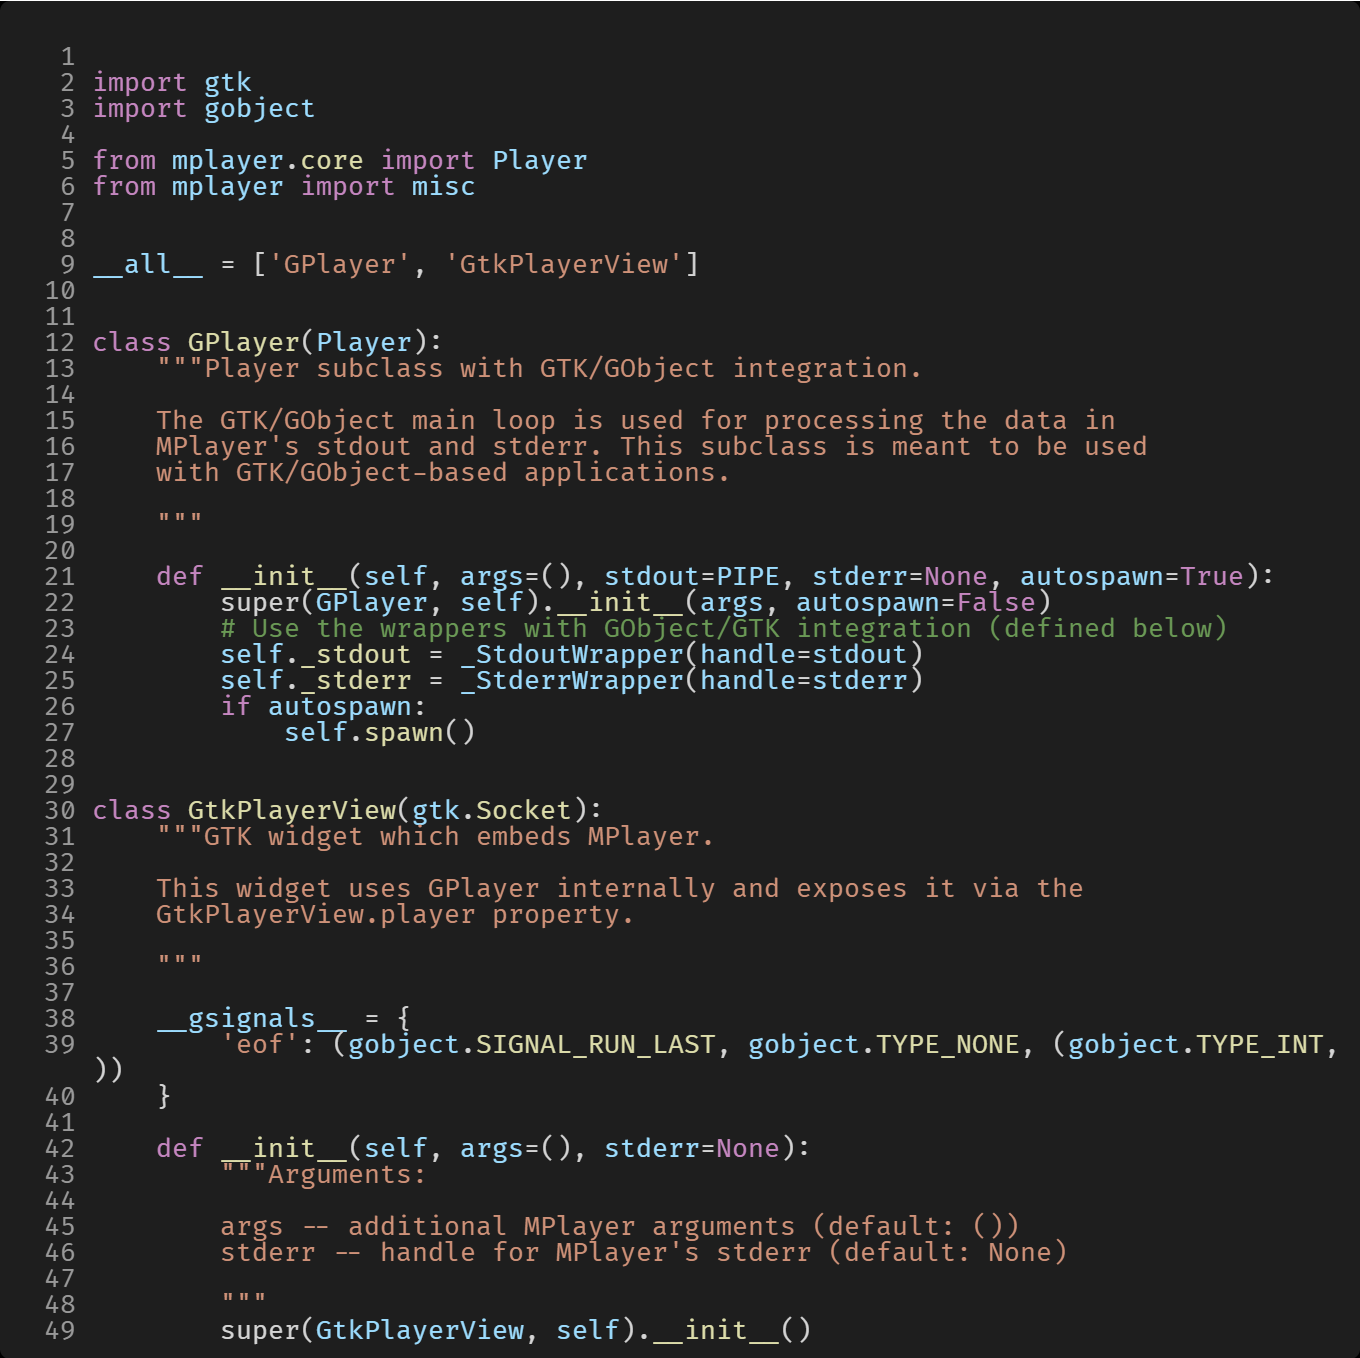 1
2 import gtk
3 import gobject
4
5 from mplayer.core import Player
6 from mplayer import misc
7
8
9 __all__ = ['GPlayer', 'GtkPlayerView']
10
11
12 class GPlayer(Player):
13     """Player subclass with GTK/GObject integration.
14
15     The GTK/GObject main loop is used for processing the data in
16     MPlayer's stdout and stderr. This subclass is meant to be used
17     with GTK/GObject-based applications.
18
19     """
20
21     def __init__(self, args=(), stdout=PIPE, stderr=None, autospawn=True):
22         super(GPlayer, self).__init__(args, autospawn=False)
23         # Use the wrappers with GObject/GTK integration (defined below)
24         self._stdout = _StdoutWrapper(handle=stdout)
25         self._stderr = _StderrWrapper(handle=stderr)
26         if autospawn:
27             self.spawn()
28
29
30 class GtkPlayerView(gtk.Socket):
31     """GTK widget which embeds MPlayer.
32
33     This widget uses GPlayer internally and exposes it via the
34     GtkPlayerView.player property.
35
36     """
37
38     __gsignals__ = {
39         'eof': (gobject.SIGNAL_RUN_LAST, gobject.TYPE_NONE, (gobject.TYPE_INT,
))
40     }
41
42     def __init__(self, args=(), stderr=None):
43         """Arguments:
44
45         args -- additional MPlayer arguments (default: ())
46         stderr -- handle for MPlayer's stderr (default: None)
47
48         """
49         super(GtkPlayerView, self).__init__()